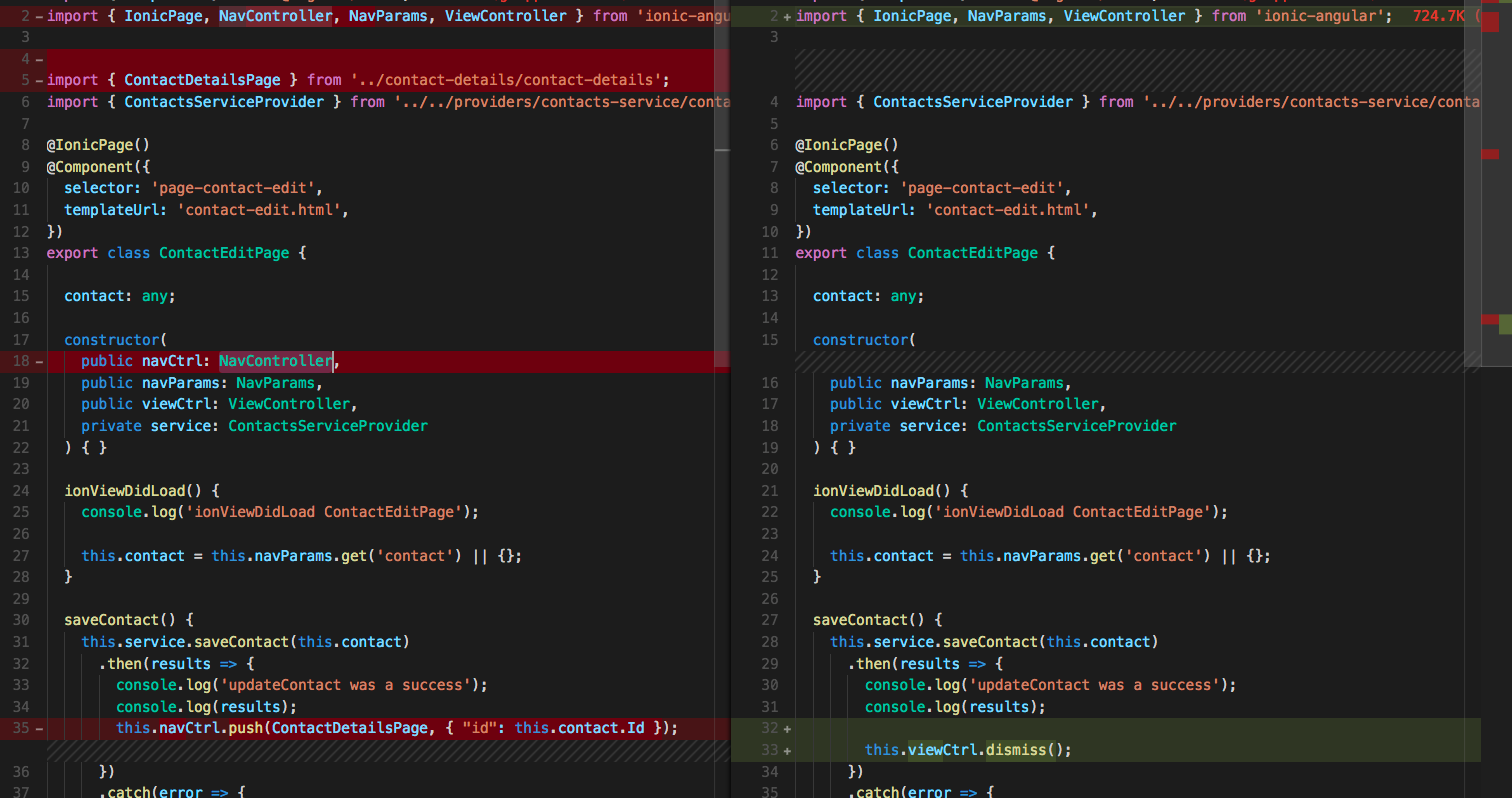 2 - import { IonicPage, NavController, NavParams, ViewController } from 'ionic-angu
3
4 -
5 - import { ContactDetailsPage } from '../contact-details/contact-details';
6 import { ContactsServiceProvider } from '../../providers/contacts-service/conta
7
8 @IonicPage()
9 @Component({
10 selector: 'page-contact-edit',
11 templateUrl: 'contact-edit.html',
12 })
13 export class ContactEditPage {
14
15 contact: any;
16
17 constructor(
18 - public navCtrl: NavController,
19 public navParams: NavParams,
20 public viewCtrl: ViewController,
21 private service: ContactsServiceProvider
22 ) { }
23
24 ionViewDidLoad() {
25 console.log('ionViewDidLoad ContactEditPage');
26
27 this.contact = this.navParams.get('contact') || {};
28 }
29
30 saveContact() {
31 this.service.saveContact(this.contact)
32 .then(results => {
33 console.log('updateContact was a success');
34 console.log(results);
35 - this.navCtrl.push(ContactDetailsPage, { "id": this.contact.Id });
36 })
37 .catch(error => {
2 + import { IonicPage, NavParams, ViewController } from 'ionic-angular'; 724.7K (
3
4 import { ContactsServiceProvider } from '../../providers/contacts-service/conta
5
6 @IonicPage()
7 @Component({
8 selector: 'page-contact-edit',
9 templateUrl: 'contact-edit.html',
10 })
11 export class ContactEditPage {
12
13 contact: any;
14
15 constructor(
16 public navParams: NavParams,
17 public viewCtrl: ViewController,
18 private service: ContactsServiceProvider
19 ) { }
20
21 ionViewDidLoad() {
22 console.log('ionViewDidLoad ContactEditPage');
23
24 this.contact = this.navParams.get('contact') || {};
25 }
26
27 saveContact() {
28 this.service.saveContact(this.contact)
29 .then(results => {
30 console.log('updateContact was a success');
31 console.log(results);
32 +
33 + this.viewCtrl.dismiss();
34 })
35 .catch(error => {